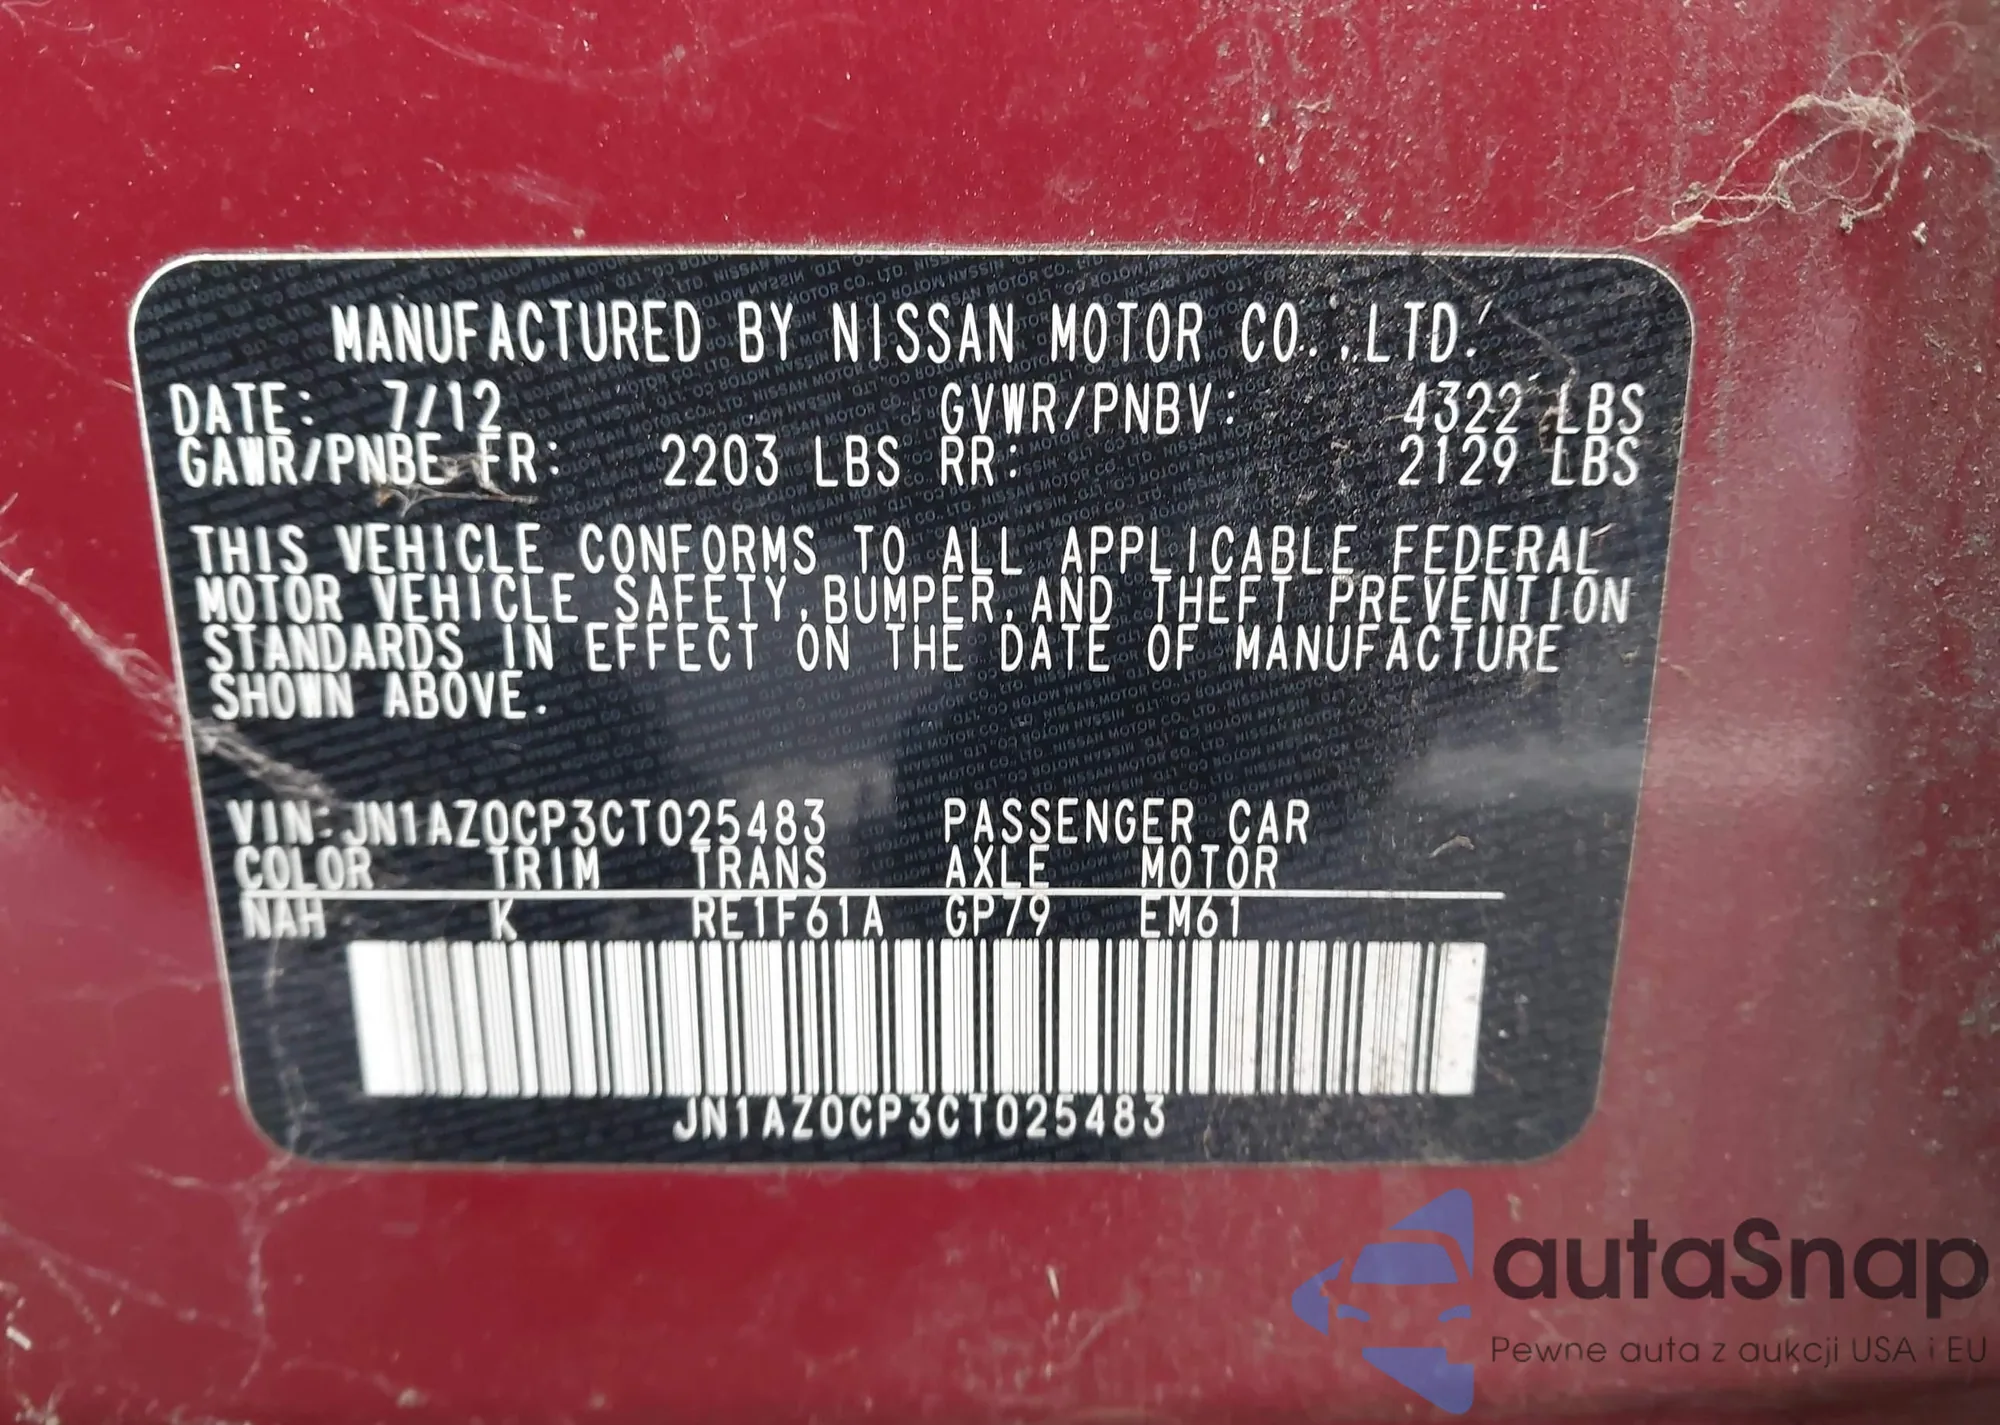 MANUFACTURED BY NISSAN MOTOR CO.,LTD.
DATE: 7/12 GVWR/PNBV: 4322 LBS
GAWR/PNBE FR: 2203 LBS RR: 2129 LBS
THIS VEHICLE CONFORMS TO ALL APPLICABLE FEDERAL
MOTOR VEHICLE SAFETY,BUMPER,AND THEFT PREVENTION
STANDARDS IN EFFECT ON THE DATE OF MANUFACTURE
SHOWN ABOVE.
VIN:JN1AZ0CP3CT025483 PASSENGER CAR
COLOR TRIM TRANS AXLE MOTOR
NAH K RE1F61A GP79 EM61
JN1AZ0CP3CT025483
autaSnap
Pewne auta z aukcji USA i EU